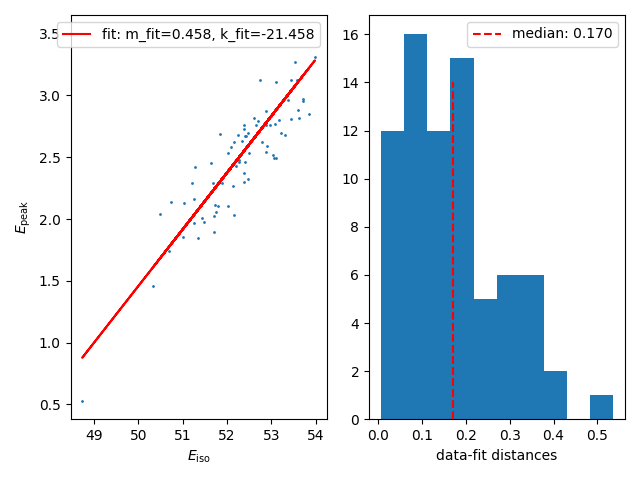 fit: m_fit=0.458, k_fit=-21.458
3.5
3.0
2.5
2.0
1.5
1.0
0.5
E_peak
49 50 51 52 53 54
E_iso
median: 0.170
16
14
12
10
8
6
4
2
0
0.0 0.1 0.2 0.3 0.4 0.5
data-fit distances